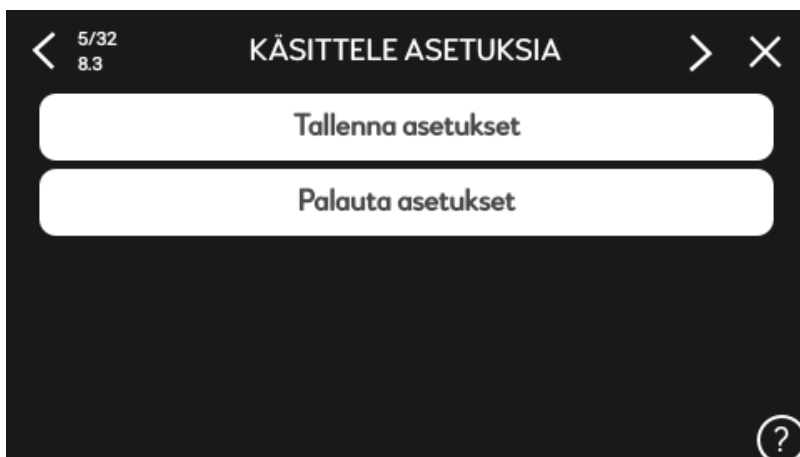 5/32
8.3
KÄSITTELE ASETUKSIA
Tallenna asetukset
Palauta asetukset
?